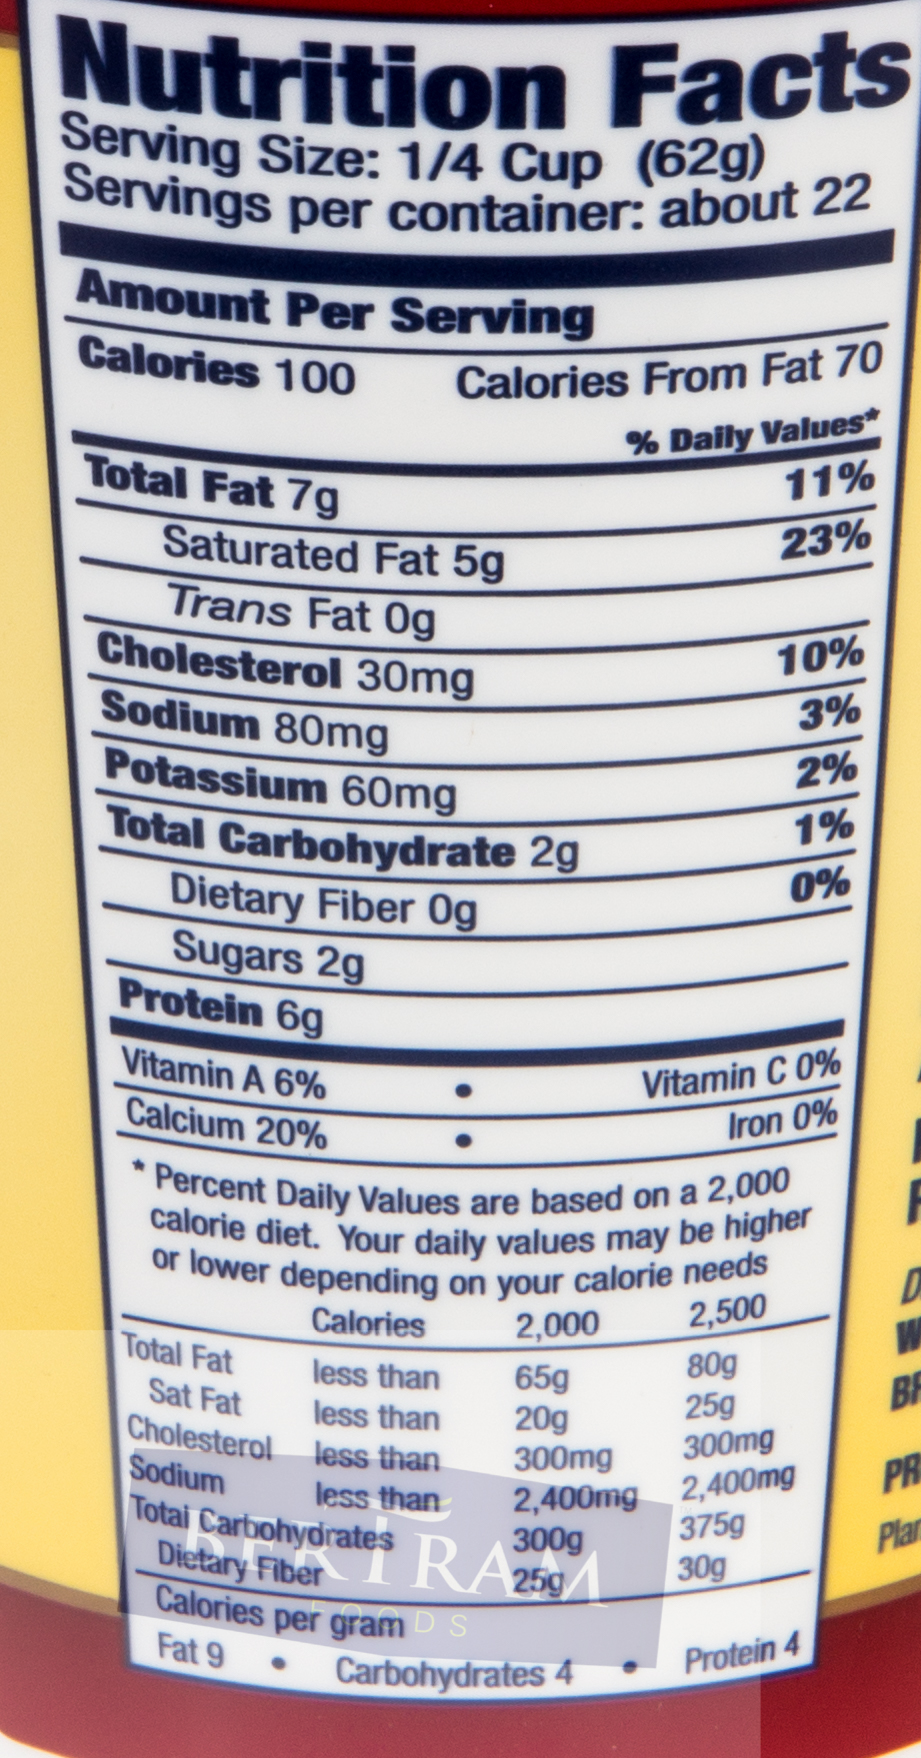 Nutrition Facts
Serving Size: 1/4 Cup (62g)
Servings per container: about 22
Amount Per Serving
Calories 100 Calories From Fat 70
% Daily Values*
Total Fat 7g 11%
Saturated Fat 5g 23%
Trans Fat 0g
Cholesterol 30mg 10%
Sodium 80mg 3%
Potassium 60mg 2%
Total Carbohydrate 2g 1%
Dietary Fiber 0g 0%
Sugars 2g
Protein 6g
Vitamin A 6% • Vitamin C 0%
Calcium 20% • Iron 0%
* Percent Daily Values are based on a 2,000
calorie diet. Your daily values may be higher
or lower depending on your calorie needs
Calories 2,000 2,500
Total Fat less than 65g 80g
Sat Fat less than 20g 25g
Cholesterol less than 300mg 300mg
Sodium less than 2,400mg 2,400mg
Total Carbohydrates 300g 375g
Dietary Fiber 25g 30g
Calories per gram
Fat 9 • Carbohydrates 4 • Protein 4
BERTRAM
FOODS